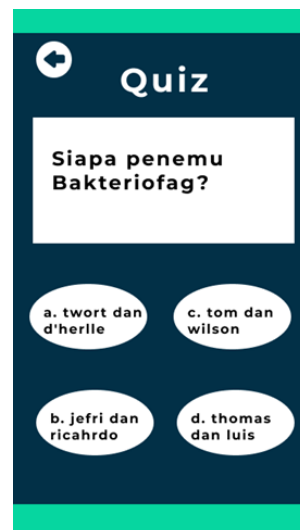 Quiz
Siapa penemu
Bakteriofag?
a. twort dan
d'herlle
c. tom dan
wilson
b. jefri dan
ricahrdo
d. thomas
dan luis